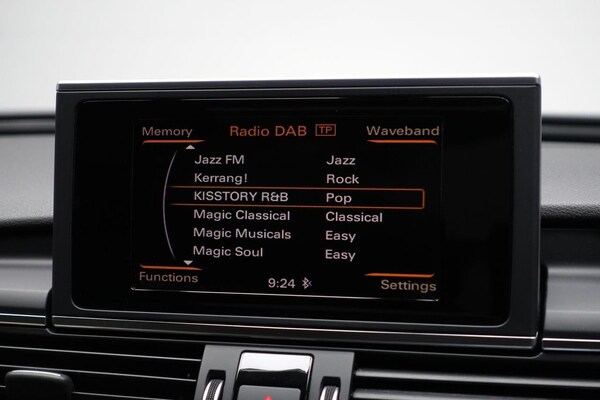 Memory Radio DAB TP Waveband
Jazz FM Jazz
Kerrang! Rock
KISSTORY R&B Pop
Magic Classical Classical
Magic Musicals Easy
Magic Soul Easy
Functions 9:24 Settings